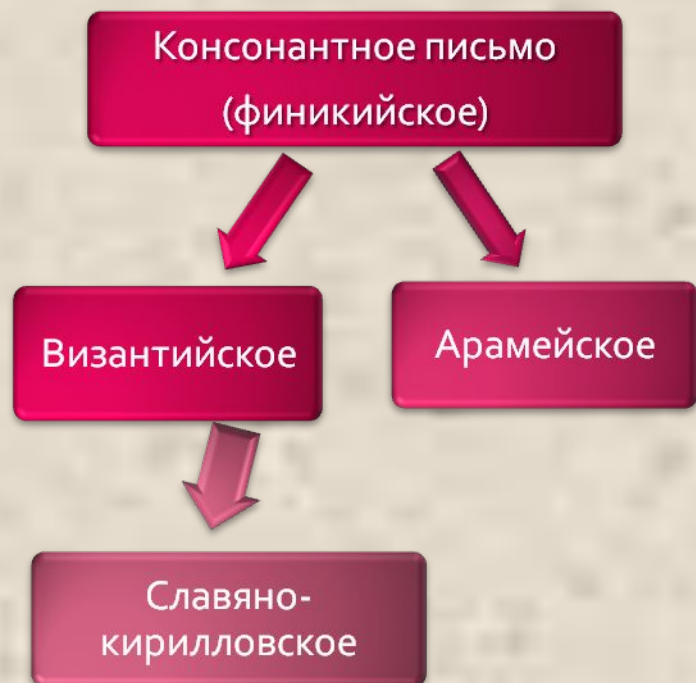 Консонантное письмо
(финикийское)
Византийское
Арамейское
Славяно-
кирилловское